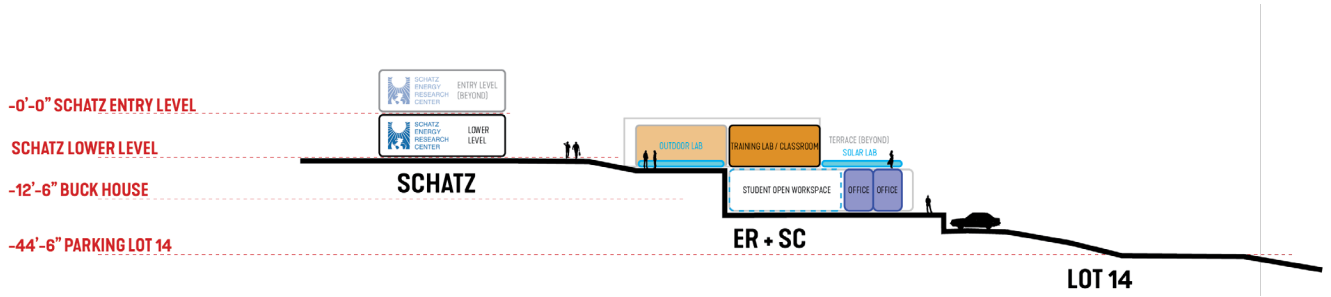 -0'-0" SCHATZ ENTRY LEVEL
SCHATZ LOWER LEVEL
-12'-6" BUCK HOUSE
-44'-6" PARKING LOT 14
SCHATZ
ENERGY
RESEARCH
CENTER
ENTRY LEVEL
[BEYOND]
SCHATZ
ENERGY
RESEARCH
CENTER
LOWER
LEVEL
SCHATZ
OUTDOOR LAB
TRAINING LAB / CLASSROOM
TERRACE [BEYOND]
SOLAR LAB
STUDENT OPEN WORKSPACE
OFFICE
OFFICE
ER + SC
LOT 14